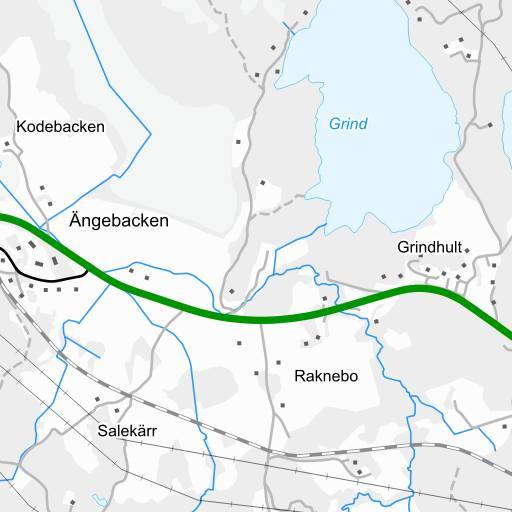 Grind
Kodebacken
Ängebacken
Grindhult
Raknebo
Salekärr